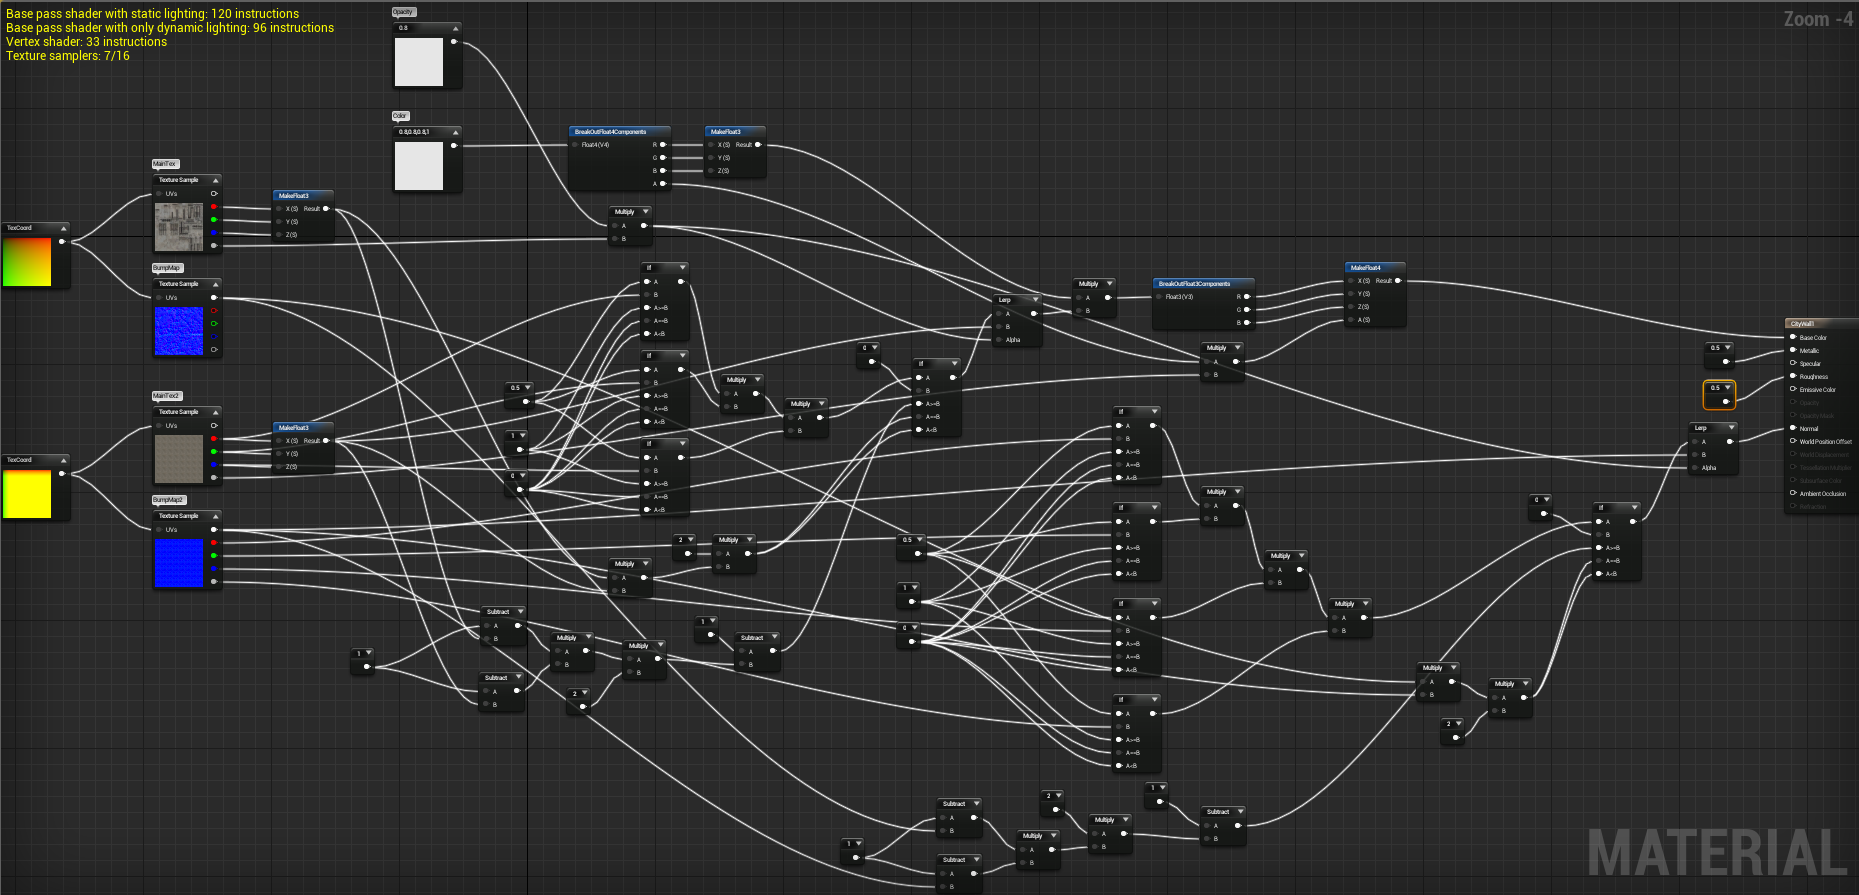 Base pass shader with static lighting: 120 instructions
Base pass shader with only dynamic lighting: 96 instructions
Vertex shader: 33 instructions
Texture samplers: 7/16
Zoom -4
Opacity
0.8
Color
0.8,0.8,0.8,1
BreakOutFloat4Components
Float4 (V4)
R
G
B
A
MakeFloat3
X (S) Result
Y (S)
Z(S)
MainTex
Texture Sample
UVs
MakeFloat3
X (S) Result
Y (S)
Z(S)
TexCoord
BumpMap
Texture Sample
UVs
Multiply
A
B
If
A
B
A>=B
A==B
A<B
If
A
B
A>=B
A==B
A<B
If
A
B
A>=B
A==B
A<B
0.5
1
0
Multiply
A
B
Multiply
A
B
0
If
A
B
A>=B
A==B
A<B
Lerp
A
B
Alpha
Multiply
A
B
BreakOutFloat3Components
Float3 (V3)
R
G
B
MakeFloat4
X (S) Result
Y (S)
Z(S)
A (S)
Multiply
A
B
CityWall1
Base Color
Metallic
Specular
Roughness
Emissive Color
Opacity
Opacity Mask
Normal
World Position Offset
World Displacement
Tessellation Multiplier
Subsurface Color
Ambient Occlusion
Refraction
0.5
0.5
Lerp
A
B
Alpha
MainTex2
Texture Sample
UVs
MakeFloat3
X (S) Result
Y (S)
Z(S)
TexCoord
BumpMap2
Texture Sample
UVs
2
Multiply
A
B
Multiply
A
B
0.5
1
0
If
A
B
A>=B
A==B
A<B
If
A
B
A>=B
A==B
A<B
If
A
B
A>=B
A==B
A<B
If
A
B
A>=B
A==B
A<B
Multiply
A
B
Multiply
A
B
Multiply
A
B
0
If
A
B
A>=B
A==B
A<B
Multiply
A
B
Multiply
A
B
2
1
Subtract
A
B
Subtract
A
B
Multiply
A
B
2
Multiply
A
B
1
Subtract
A
B
1
Subtract
A
B
Subtract
A
B
Multiply
A
B
2
Multiply
A
B
1
Subtract
A
B
MATERIAL